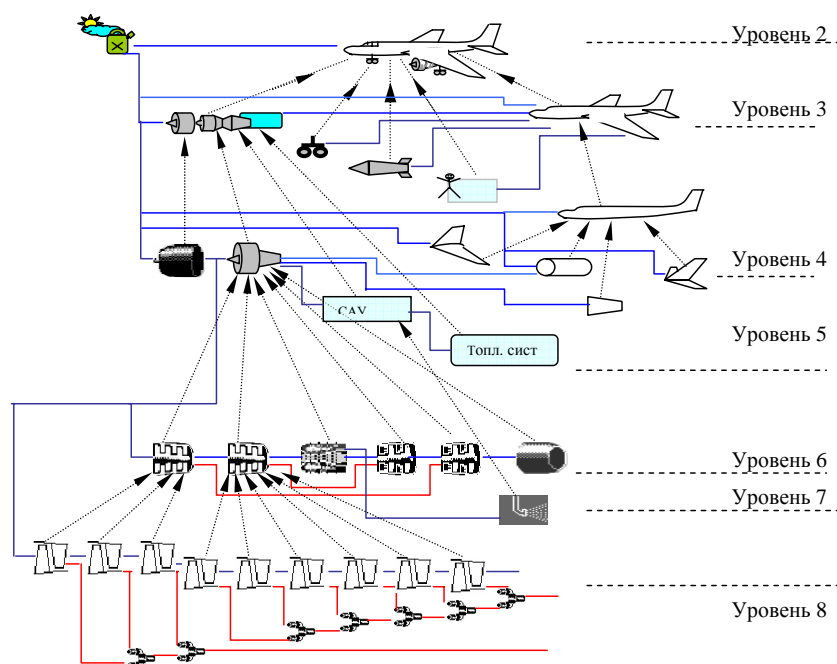 Уровень 2
Уровень 3
Уровень 4
САУ
Уровень 5
Топл. сист
Уровень 6
Уровень 7
Уровень 8